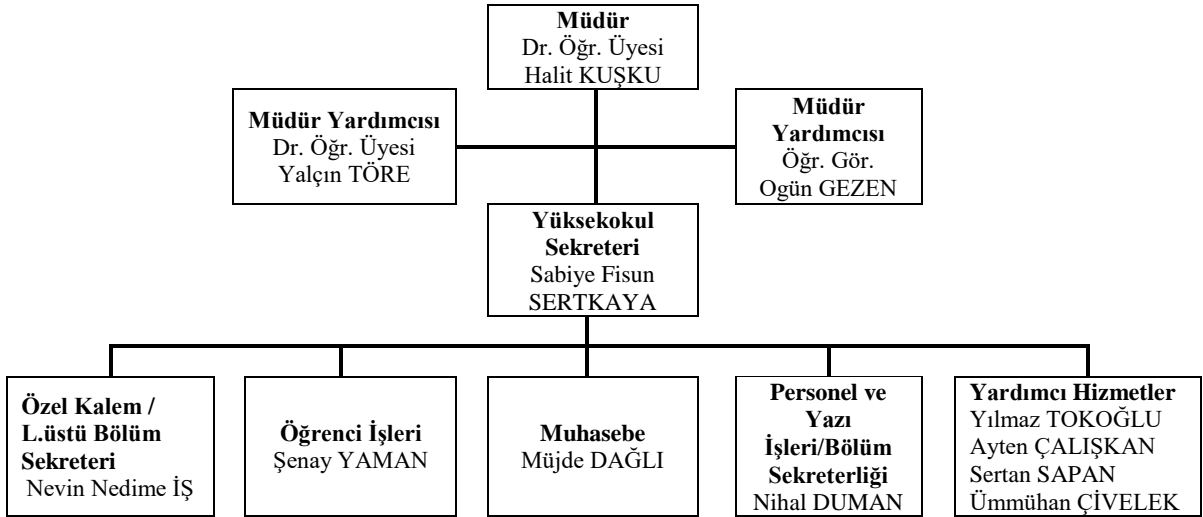 Müdür
Dr. Öğr. Üyesi
Halit KUŞKU
Müdür Yardımcısı
Dr. Öğr. Üyesi
Yalçın TÖRE
Müdür
Yardımcısı
Öğr. Gör.
Ogün GEZEN
Yüksekokul
Sekreteri
Sabiye Fisun
SERTKAYA
Özel Kalem /
L.üstü Bölüm
Sekreteri
Nevin Nedime İŞ
Öğrenci İşleri
Şenay YAMAN
Muhasebe
Müjde DAĞLI
Personel ve
Yazı
İşleri/Bölüm
Sekreterliği
Nihal DUMAN
Yardımcı Hizmetler
Yılmaz TOKOĞLU
Ayten ÇALIŞKAN
Sertan SAPAN
Ümmühan ÇİVELEK